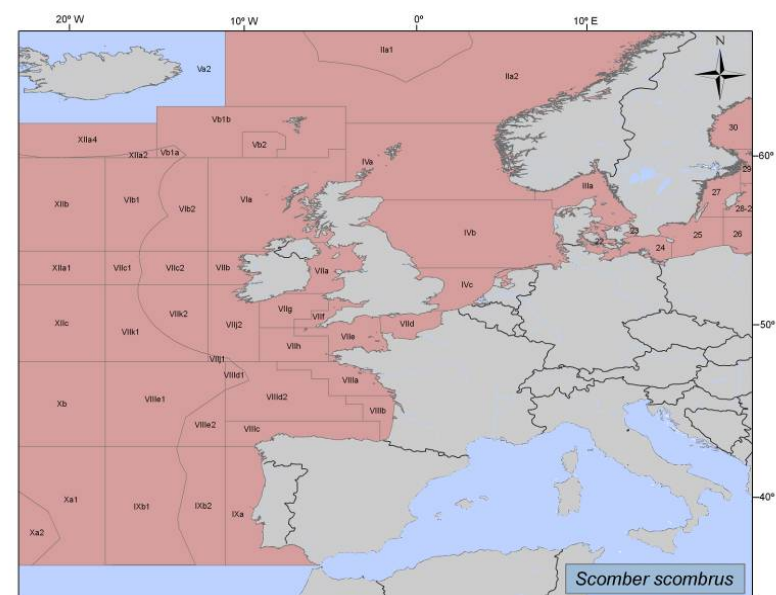 20° W 10° W 0° 10° E
N
IIa1
Va2
IIa2
Vb1b
XIIa4
Vb2
30
XIIa2 Vb1a
IVa
60°
29
IIIa
XIIb
VIb1
VIb2
VIa
27
28-2
IVb
23
22
24
25
26
XIIa1
VIIc1
VIIc2
VIIb
VIIa
IVc
XIIc
VIIk1
VIIk2
VIIj2
VIIg
VIIf
VIId
50°
VIIe
VIIh
VIIj1
VIIId1
VIIIa
Xb
VIIIe1
VIIId2
VIIIb
VIIIe2
VIIIc
40°
Xa1
IXb1
IXb2
IXa
Xa2
Scomber scombrus